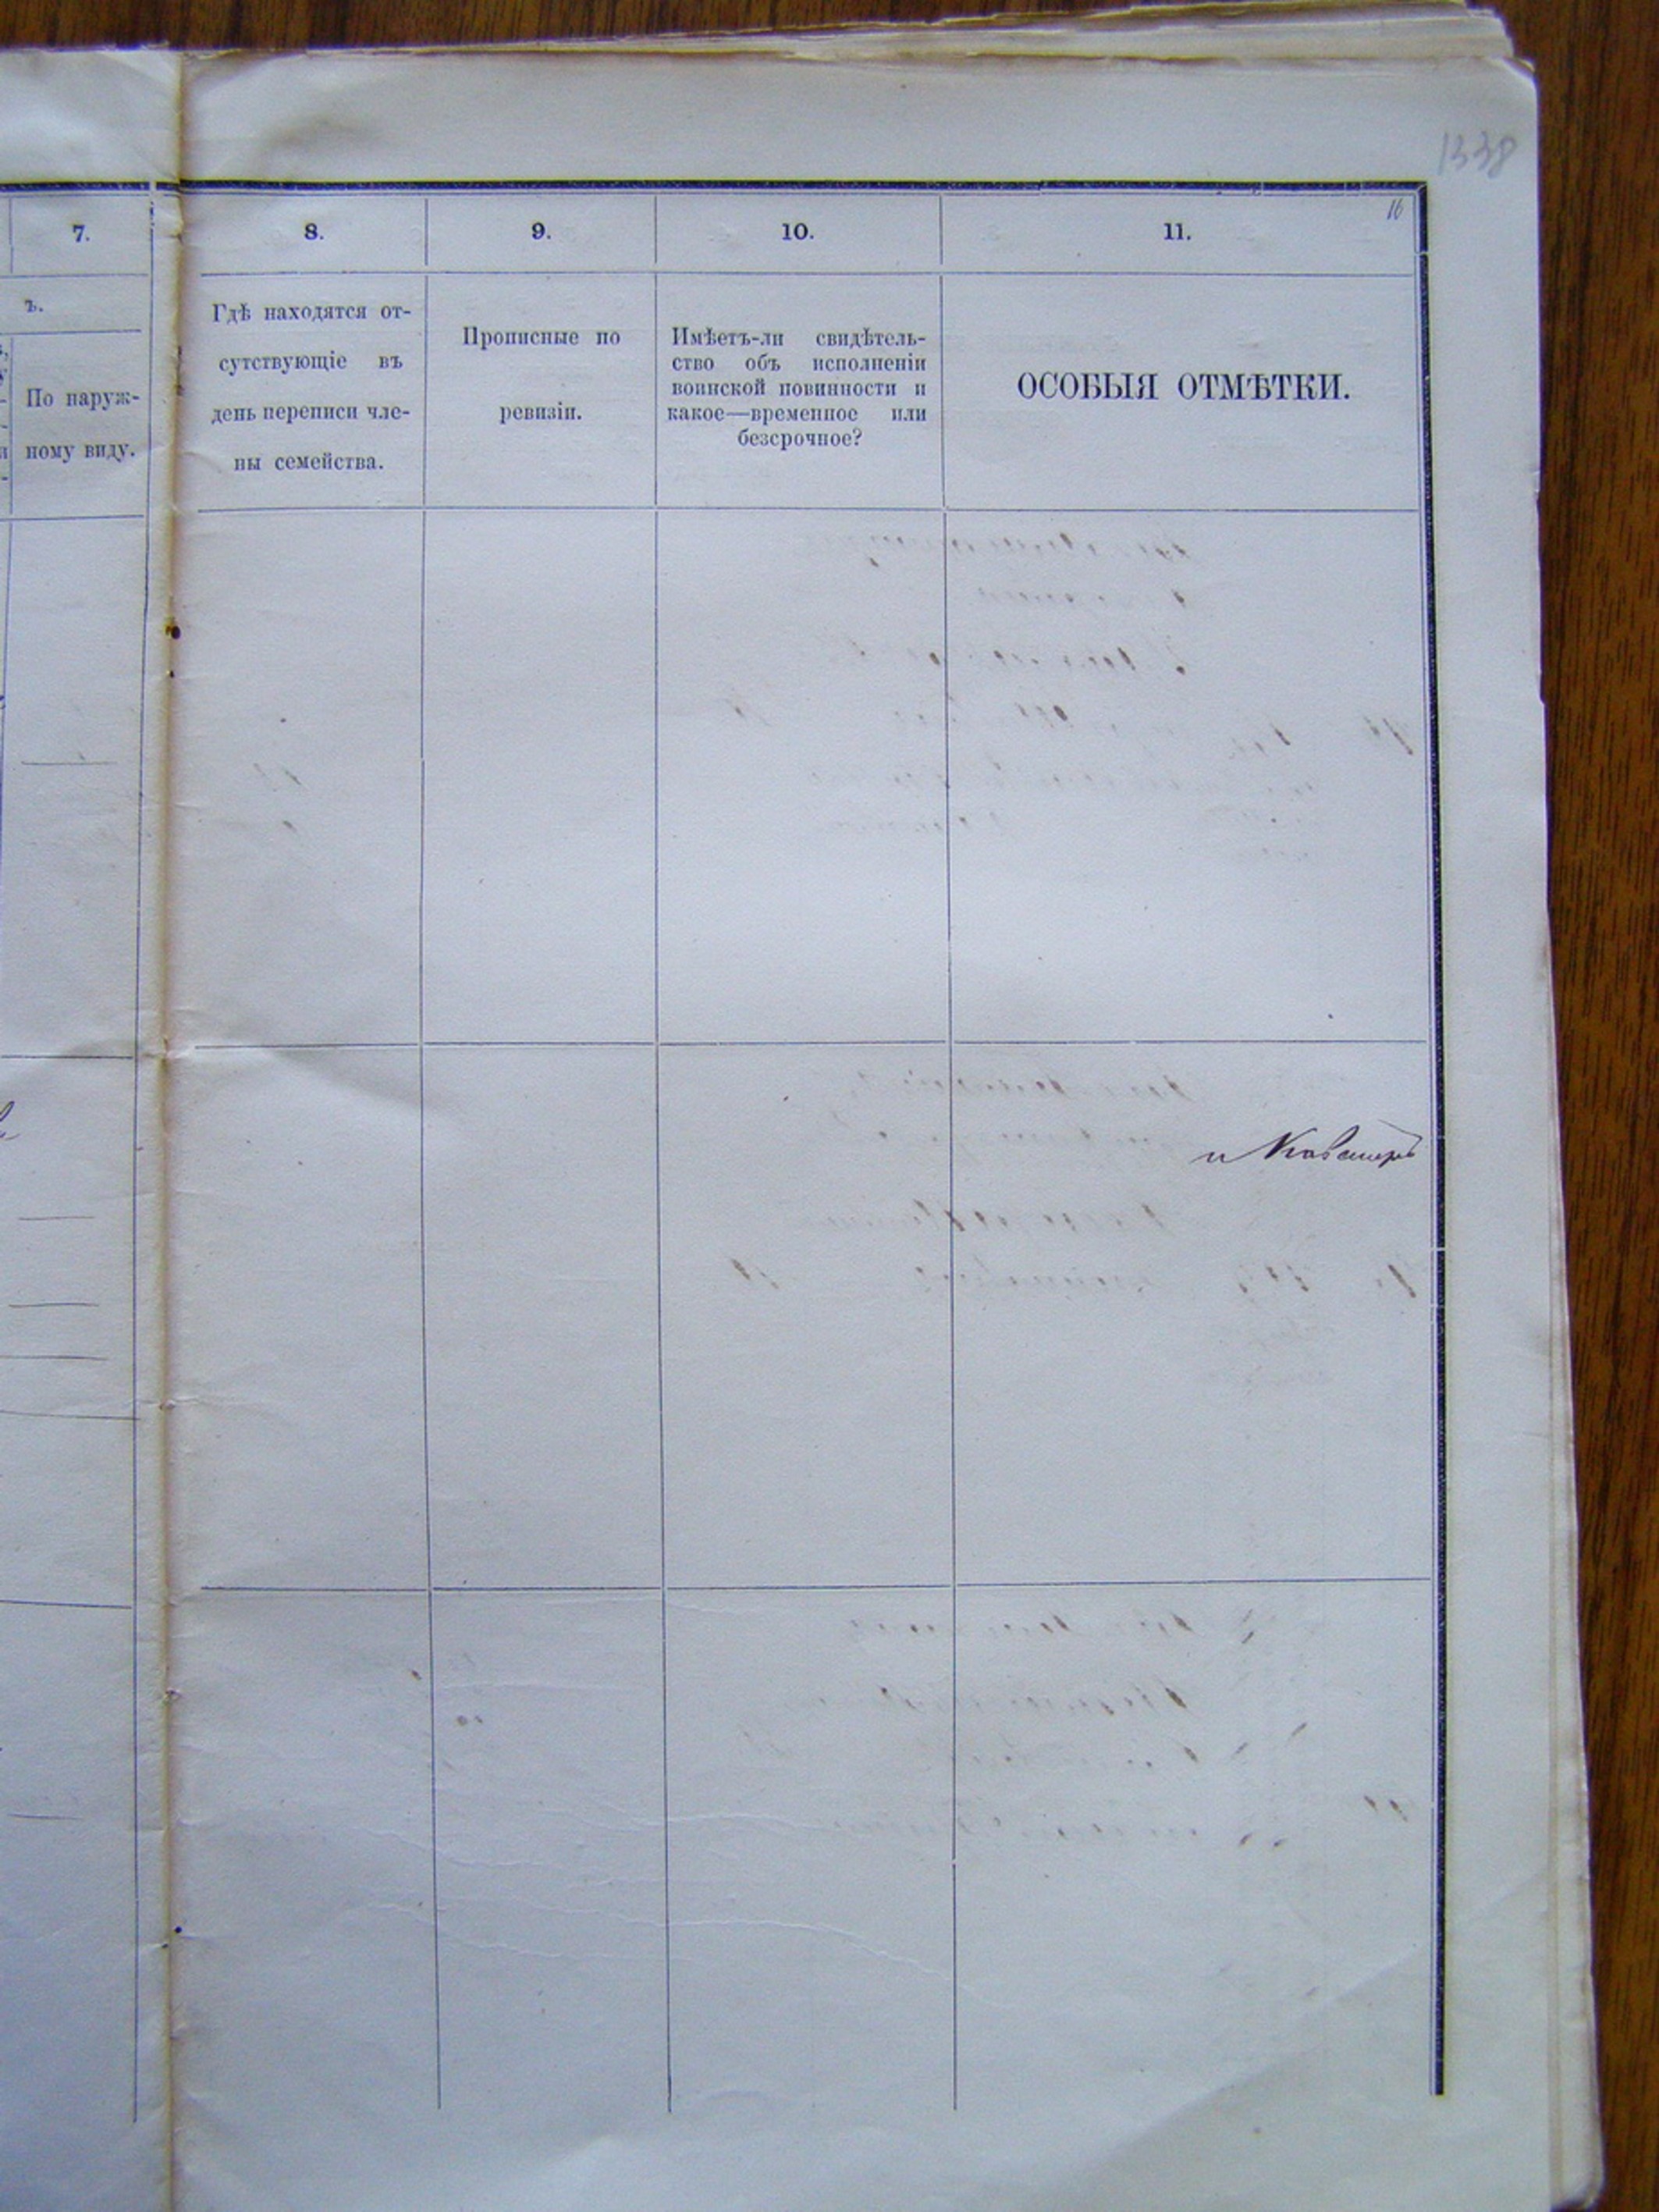 1338
16
7.
8.
9.
10.
11.
ъ.
По наруж-
ному виду.
Гдѣ находятся от-
сутствующіе въ
день переписи чле-
ны семейства.
Прописные по
ревизіи.
Имѣетъ-ли свидѣтель-
ство объ исполненіи
воинской повинности и
какое—временное или
безсрочное?
ОСОБЫЯ ОТМѢТКИ.
и Кавалеръ